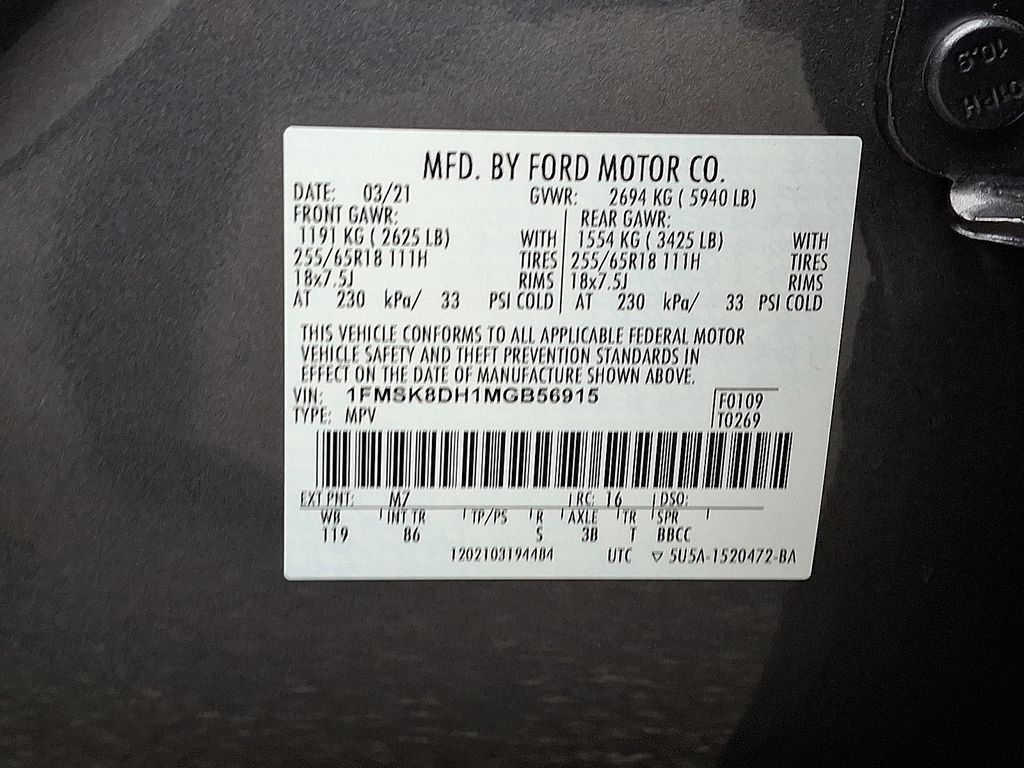 10.9
MFD. BY FORD MOTOR CO.
DATE: 03/21 GVWR: 2694 KG ( 5940 LB)
FRONT GAWR: REAR GAWR:
1191 KG ( 2625 LB) WITH 1554 KG ( 3425 LB) WITH
255/65R18 111H TIRES 255/65R18 111H TIRES
18x7.5J RIMS 18x7.5J RIMS
AT 230 kPa/ 33 PSI COLD AT 230 kPa/ 33 PSI COLD
THIS VEHICLE CONFORMS TO ALL APPLICABLE FEDERAL MOTOR
VEHICLE SAFETY AND THEFT PREVENTION STANDARDS IN
EFFECT ON THE DATE OF MANUFACTURE SHOWN ABOVE.
VIN: 1FMSK8DH1MGB56915 F0109
TYPE: MPV T0269
EXT PNT: M7 RC: 16 DSO:
WB INT TR TP/PS R AXLE TR SPR
119 86 S 3B T BBCC
1202103194484 UTC ▽ 5U5A-1520472-BA